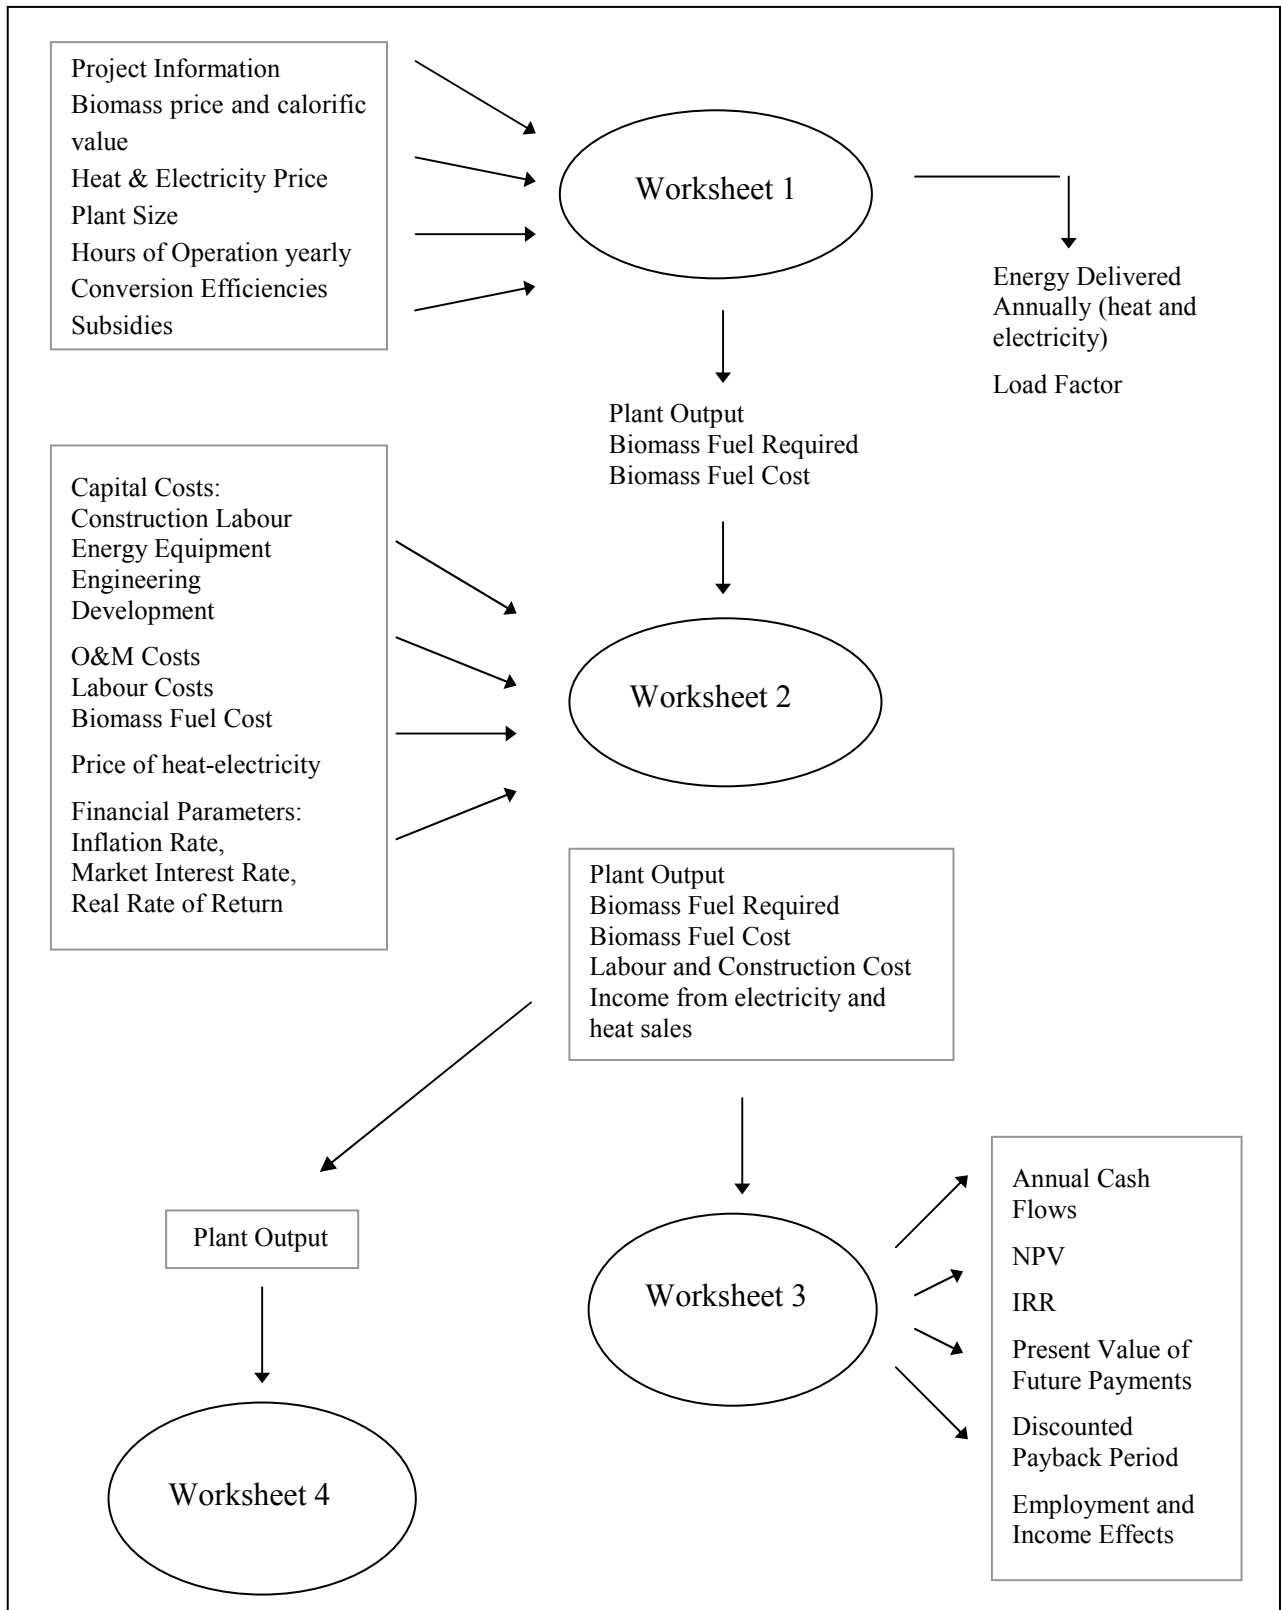 Project Information
Biomass price and calorific
value
Heat & Electricity Price
Plant Size
Hours of Operation yearly
Conversion Efficiencies
Subsidies
Worksheet 1
Energy Delivered
Annually (heat and
electricity)
Load Factor
Plant Output
Biomass Fuel Required
Biomass Fuel Cost
Capital Costs:
Construction Labour
Energy Equipment
Engineering
Development
O&M Costs
Labour Costs
Biomass Fuel Cost
Price of heat-electricity
Financial Parameters:
Inflation Rate,
Market Interest Rate,
Real Rate of Return
Worksheet 2
Plant Output
Biomass Fuel Required
Biomass Fuel Cost
Labour and Construction Cost
Income from electricity and
heat sales
Plant Output
Worksheet 4
Worksheet 3
Annual Cash
Flows
NPV
IRR
Present Value of
Future Payments
Discounted
Payback Period
Employment and
Income Effects